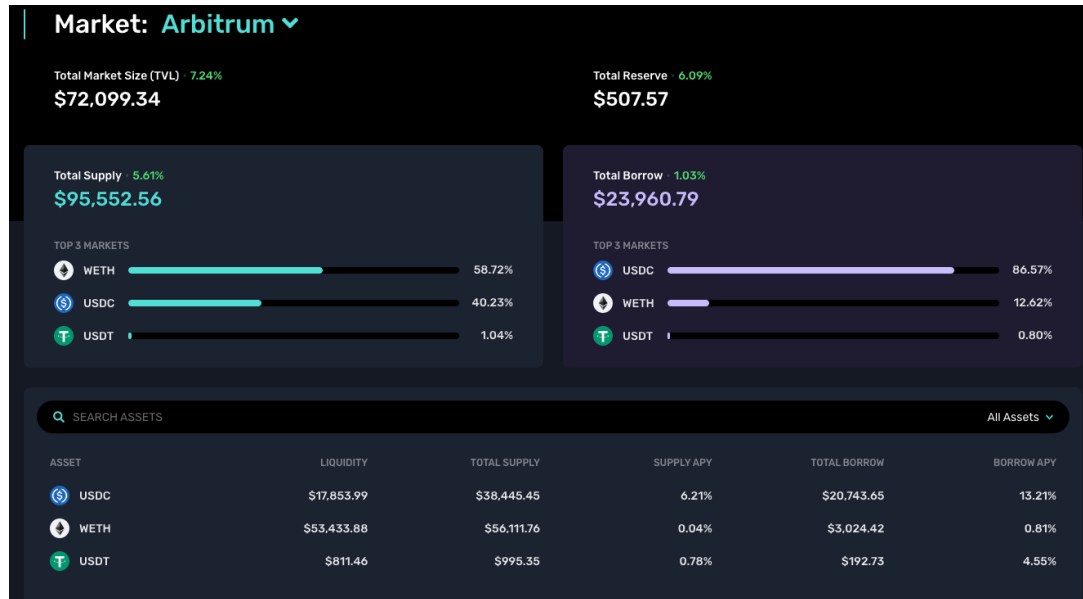 Market: Arbitrum
Total Market Size (TVL) · 7.24%
$72,099.34
Total Reserve · 6.09%
$507.57
Total Supply · 5.61%
$95,552.56
TOP 3 MARKETS
WETH 58.72%
USDC 40.23%
USDT 1.04%
Total Borrow · 1.03%
$23,960.79
TOP 3 MARKETS
USDC 86.57%
WETH 12.62%
USDT 0.80%
SEARCH ASSETS All Assets
ASSET LIQUIDITY TOTAL SUPPLY SUPPLY APY TOTAL BORROW BORROW APY
USDC $17,853.99 $38,445.45 6.21% $20,743.65 13.21%
WETH $53,433.88 $56,111.76 0.04% $3,024.42 0.81%
USDT $811.46 $995.35 0.78% $192.73 4.55%